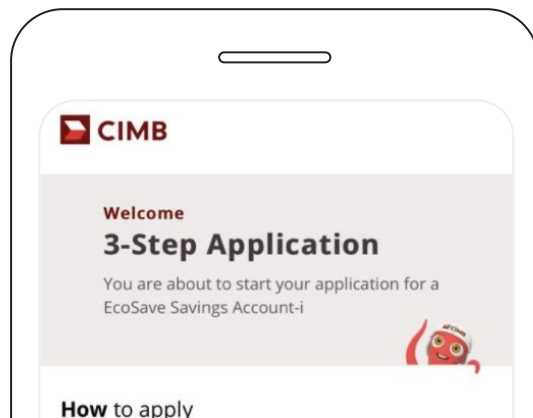 CIMB
Welcome
3-Step Application
You are about to start your application for a
EcoSave Savings Account-i
CIMB
How to apply